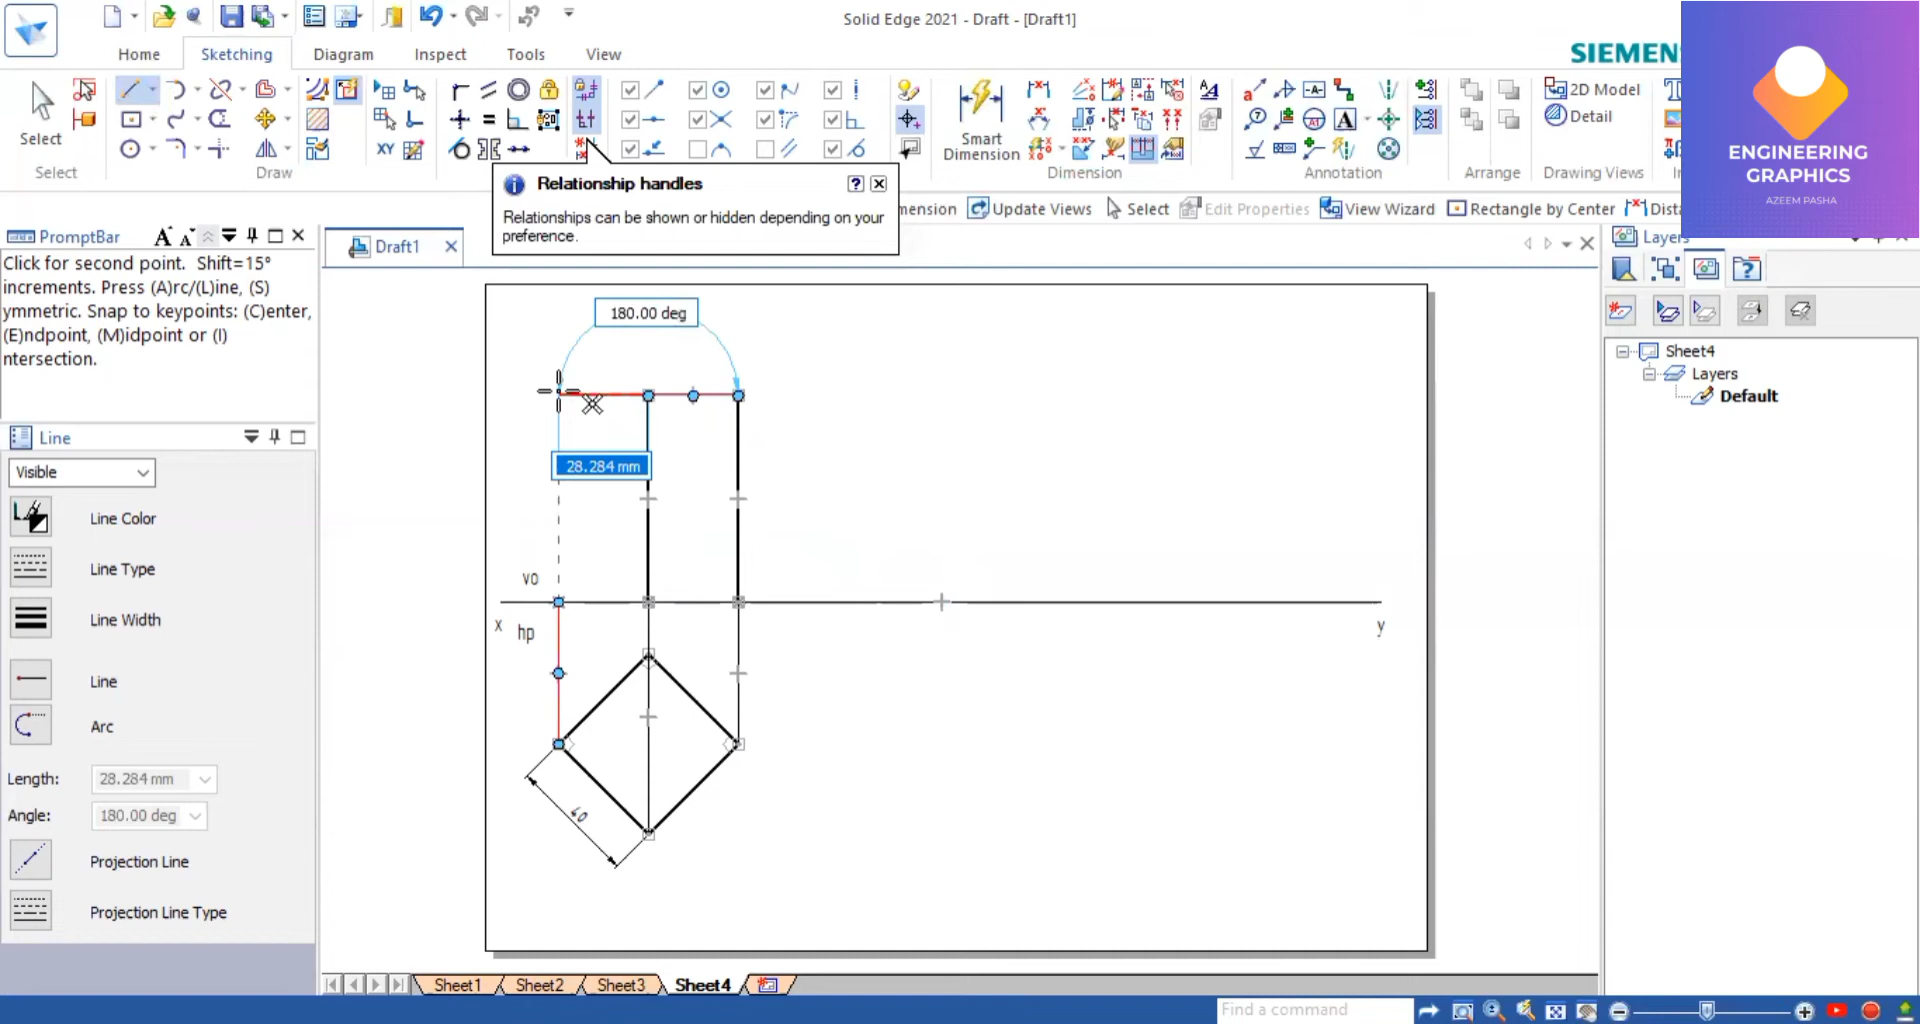 Solid Edge 2021 - Draft - [Draft1]
Home
Sketching
Diagram
Inspect
Tools
View
SIEMEN
ENGINEERING
GRAPHICS
AZEEM PASHA
Select
Select
Draw
XY
Smart
Dimension
Dimension
A
Annotation
Arrange
2D Model
Detail
Drawing Views
Relationship handles
Relationships can be shown or hidden depending on your
preference.
mension
Update Views
Select
Edit Properties
View Wizard
Rectangle by Center
Dista
PromptBar
Click for second point. Shift=15°
increments. Press (A)rc/(L)ine, (S)
ymmetric. Snap to keypoints: (C)enter,
(E)ndpoint, (M)idpoint or (I)
ntersection.
Draft1
Layers
Sheet4
Layers
Default
Line
Visible
Line Color
Line Type
Line Width
Line
Arc
Length:
28.284 mm
Angle:
180.00 deg
Projection Line
Projection Line Type
180.00 deg
28.284 mm
vo
x
hp
y
40
Sheet1
Sheet2
Sheet3
Sheet4
Find a command